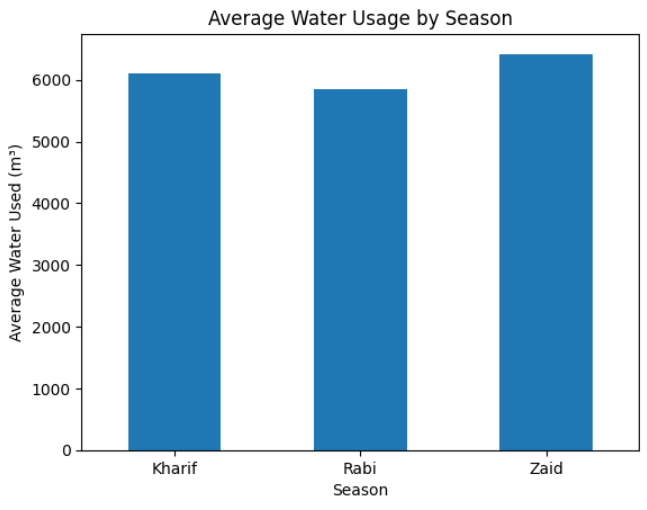 Average Water Usage by Season
Average Water Used (m³)
6000
5000
4000
3000
2000
1000
0
Kharif Rabi Zaid
Season